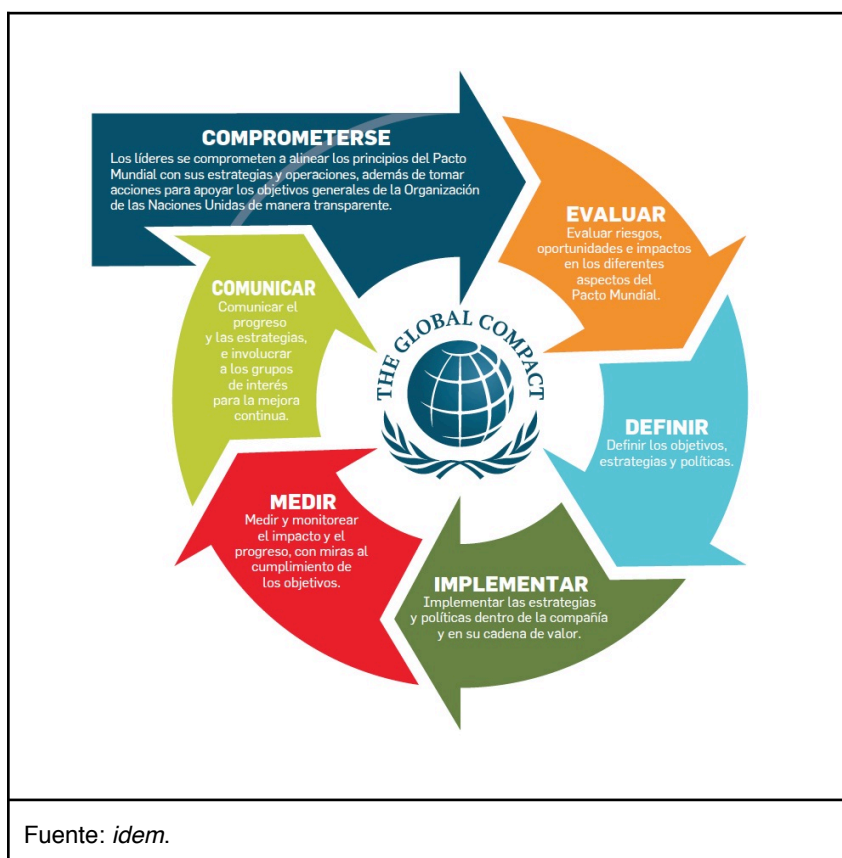 COMPROMETERSE
Los líderes se comprometen a alinear los principios del Pacto
Mundial con sus estrategias y operaciones, además de tomar
acciones para apoyar los objetivos generales de la Organización
de las Naciones Unidas de manera transparente.
EVALUAR
Evaluar riesgos,
oportunidades e impactos
en los diferentes
aspectos del
Pacto Mundial.
DEFINIR
Definir los objetivos,
estrategias y políticas.
IMPLEMENTAR
Implementar las estrategias
y políticas dentro de la compañía
y en su cadena de valor.
MEDIR
Medir y monitorear
el impacto y el
progreso, con miras al
cumplimiento de
los objetivos.
COMUNICAR
Comunicar el
progreso
y las estrategias,
e involucrar
a los grupos
de interés
para la mejora
continua.
THE GLOBAL COMPACT
Fuente: idem.